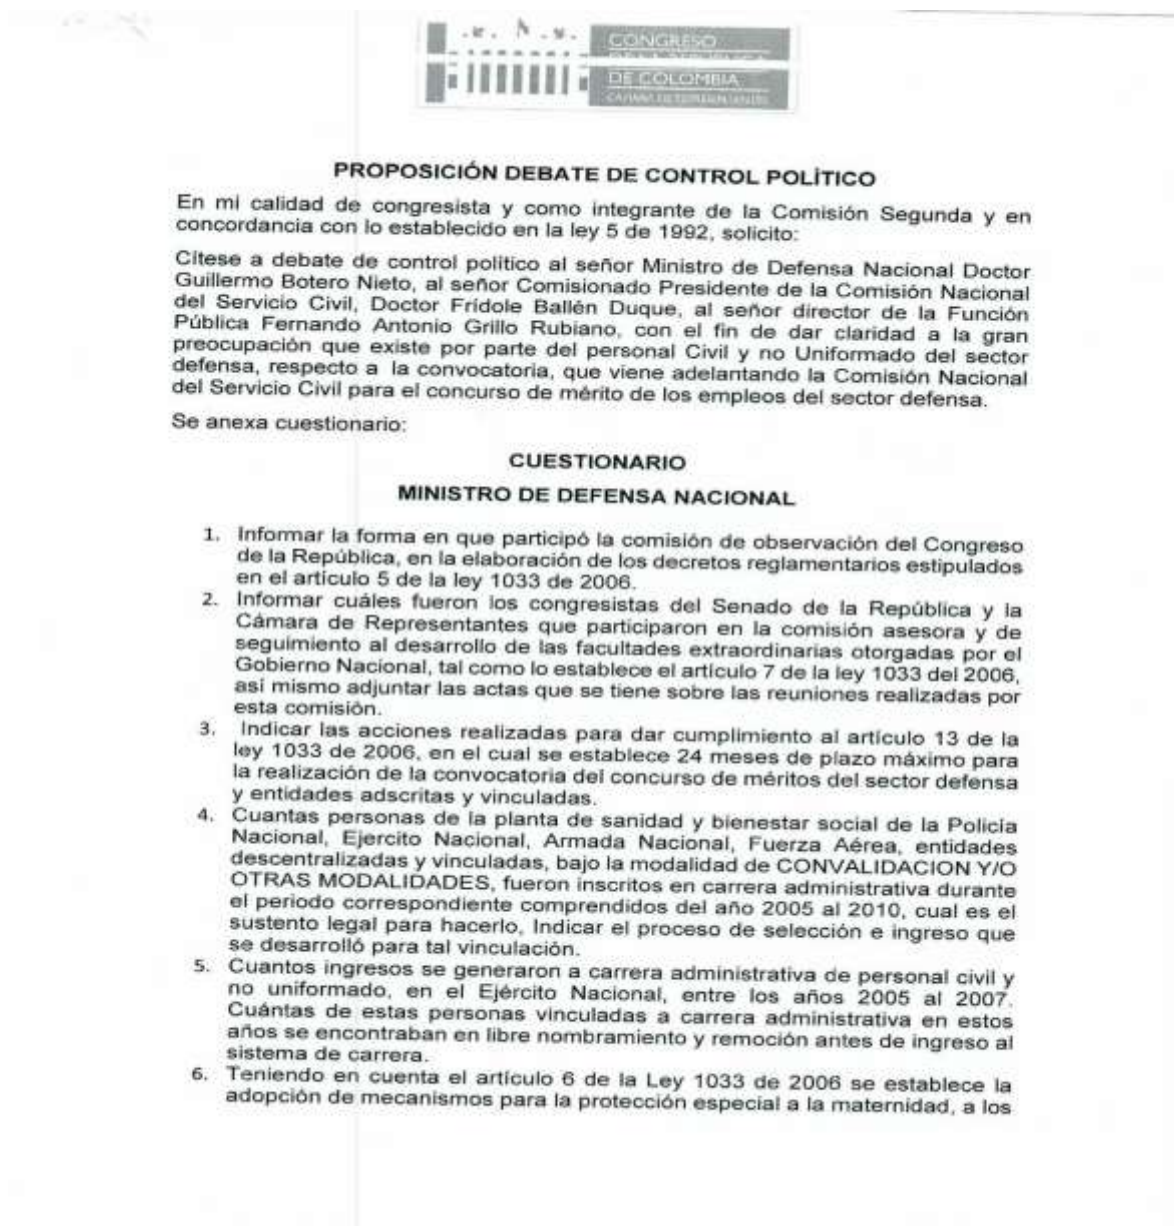 CONGRESO
DE LA REPÚBLICA
DE COLOMBIA
CÁMARA DE REPRESENTANTES
PROPOSICIÓN DEBATE DE CONTROL POLÍTICO
En mi calidad de congresista y como integrante de la Comisión Segunda y en
concordancia con lo establecido en la ley 5 de 1992, solicito:
Cítese a debate de control político al señor Ministro de Defensa Nacional Doctor
Guillermo Botero Nieto, al señor Comisionado Presidente de la Comisión Nacional
del Servicio Civil, Doctor Frídole Ballén Duque, al señor director de la Función
Pública Fernando Antonio Grillo Rubiano, con el fin de dar claridad a la gran
preocupación que existe por parte del personal Civil y no Uniformado del sector
defensa, respecto a la convocatoria, que viene adelantando la Comisión Nacional
del Servicio Civil para el concurso de mérito de los empleos del sector defensa.
Se anexa cuestionario:
CUESTIONARIO
MINISTRO DE DEFENSA NACIONAL
1. Informar la forma en que participó la comisión de observación del Congreso
de la República, en la elaboración de los decretos reglamentarios estipulados
en el artículo 5 de la ley 1033 de 2006.
2. Informar cuáles fueron los congresistas del Senado de la República y la
Cámara de Representantes que participaron en la comisión asesora y de
seguimiento al desarrollo de las facultades extraordinarias otorgadas por el
Gobierno Nacional, tal como lo establece el artículo 7 de la ley 1033 del 2006,
así mismo adjuntar las actas que se tiene sobre las reuniones realizadas por
esta comisión.
3. Indicar las acciones realizadas para dar cumplimiento al artículo 13 de la
ley 1033 de 2006, en el cual se establece 24 meses de plazo máximo para
la realización de la convocatoria del concurso de méritos del sector defensa
y entidades adscritas y vinculadas.
4. Cuantas personas de la planta de sanidad y bienestar social de la Policía
Nacional, Ejercito Nacional, Armada Nacional, Fuerza Aérea, entidades
descentralizadas y vinculadas, bajo la modalidad de CONVALIDACION Y/O
OTRAS MODALIDADES, fueron inscritos en carrera administrativa durante
el periodo correspondiente comprendidos del año 2005 al 2010, cual es el
sustento legal para hacerlo, Indicar el proceso de selección e ingreso que
se desarrolló para tal vinculación.
5. Cuantos ingresos se generaron a carrera administrativa de personal civil y
no uniformado, en el Ejército Nacional, entre los años 2005 al 2007.
Cuántas de estas personas vinculadas a carrera administrativa en estos
años se encontraban en libre nombramiento y remoción antes de ingreso al
sistema de carrera.
6. Teniendo en cuenta el artículo 6 de la Ley 1033 de 2006 se establece la
adopción de mecanismos para la protección especial a la maternidad, a los